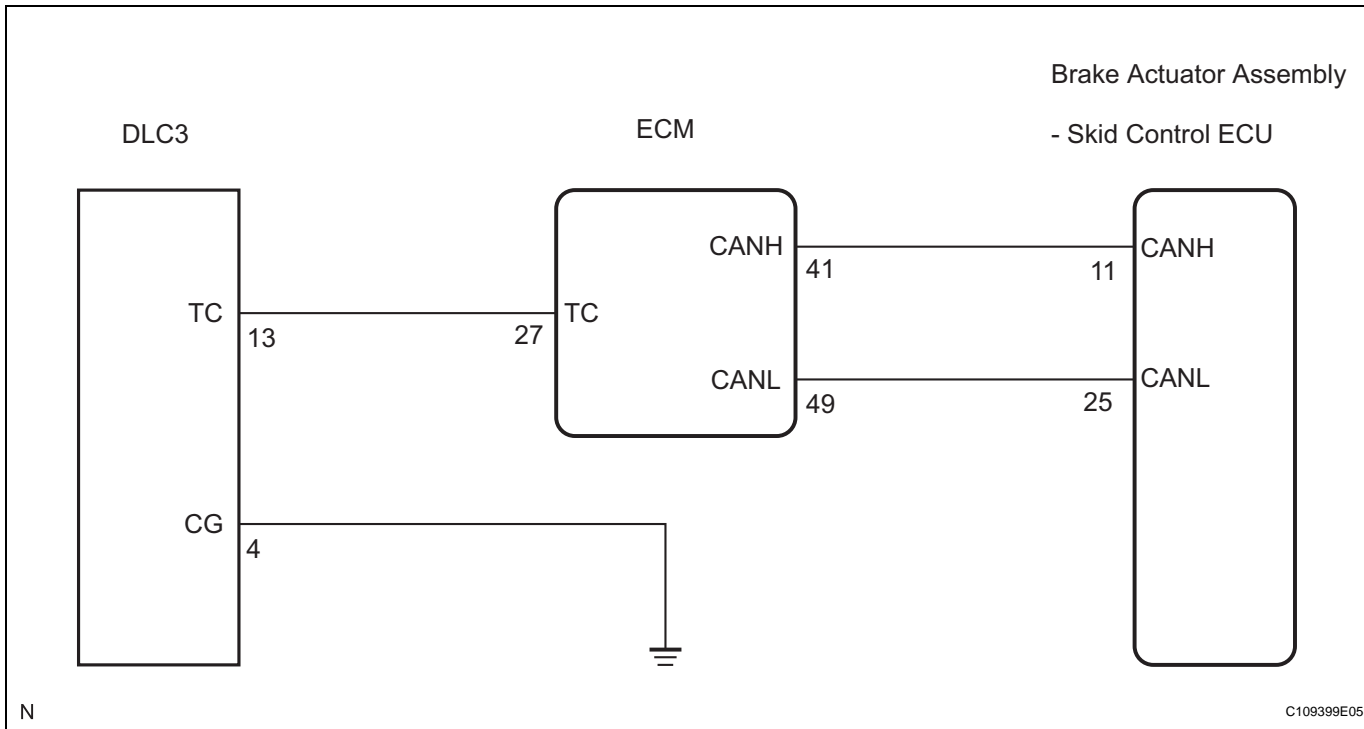 Brake Actuator Assembly
DLC3
ECM
- Skid Control ECU
CANH
41
11
CANH
TC
13
27
TC
CANL
49
25
CANL
CG
4
N
C109399E05